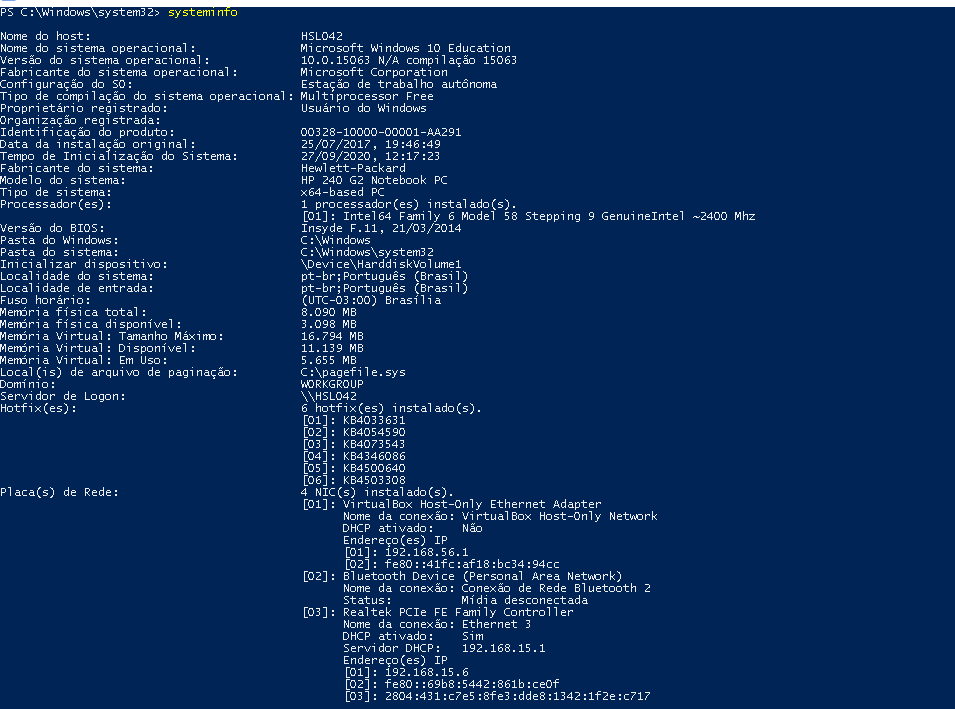 PS C:\Windows\system32> systeminfo
Nome do host: HSL042
Nome do sistema operacional: Microsoft Windows 10 Education
Versão do sistema operacional: 10.0.15063 N/A compilação 15063
Fabricante do sistema operacional: Microsoft Corporation
Configuração do SO: Estação de trabalho autônoma
Tipo de compilação do sistema operacional: Multiprocessor Free
Proprietário registrado: Usuário do Windows
Organização registrada:
Identificação do produto: 00328-10000-00001-AA291
Data da instalação original: 25/07/2017, 19:46:49
Tempo de Inicialização do Sistema: 27/09/2020, 12:17:23
Fabricante do sistema: Hewlett-Packard
Modelo do sistema: HP 240 G2 Notebook PC
Tipo de sistema: x64-based PC
Processador(es): 1 processador(es) instalado(s).
[01]: Intel64 Family 6 Model 58 Stepping 9 GenuineIntel ~2400 Mhz
Versão do BIOS: Insyde F.11, 21/03/2014
Pasta do Windows: C:\Windows
Pasta do sistema: C:\Windows\system32
Inicializar dispositivo: \Device\HarddiskVolume1
Localidade do sistema: pt-br;Português (Brasil)
Localidade de entrada: pt-br;Português (Brasil)
Fuso horário: (UTC-03:00) Brasília
Memória física total: 8.090 MB
Memória física disponível: 3.098 MB
Memória Virtual: Tamanho Máximo: 16.794 MB
Memória Virtual: Disponível: 11.139 MB
Memória Virtual: Em Uso: 5.655 MB
Local(is) de arquivo de paginação: C:\pagefile.sys
Domínio: WORKGROUP
Servidor de Logon: \\HSL042
Hotfix(es): 6 hotfix(es) instalado(s).
[01]: KB4033631
[02]: KB4054590
[03]: KB4073543
[04]: KB4346086
[05]: KB4500640
[06]: KB4503308
Placa(s) de Rede: 4 NIC(s) instalado(s).
[01]: VirtualBox Host-Only Ethernet Adapter
Nome da conexão: VirtualBox Host-Only Network
DHCP ativado: Não
Endereço(es) IP
[01]: 192.168.56.1
[02]: fe80::41fc:af18:bc34:94cc
[02]: Bluetooth Device (Personal Area Network)
Nome da conexão: Conexão de Rede Bluetooth 2
Status: Mídia desconectada
[03]: Realtek PCIe FE Family Controller
Nome da conexão: Ethernet 3
DHCP ativado: Sim
Servidor DHCP: 192.168.15.1
Endereço(es) IP
[01]: 192.168.15.6
[02]: fe80::69b8:5442:861b:ce0f
[03]: 2804:431:c7e5:8fe3:dde8:1342:1f2e:c717